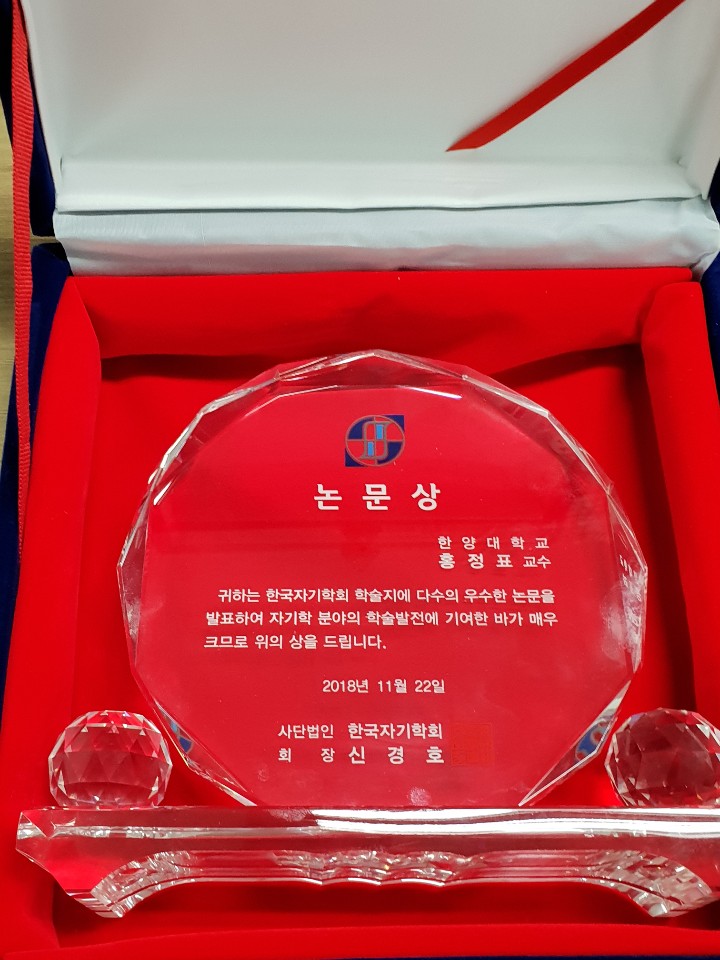 논 문 상
한 양 대 학 교
홍 정 표 교수
귀하는 한국자기학회 학술지에 다수의 우수한 논문을
발표하여 자기학 분야의 학술발전에 기여한 바가 매우
크므로 위의 상을 드립니다.
2018년 11월 22일
사단법인 한국자기학회
회 장 신 경 호